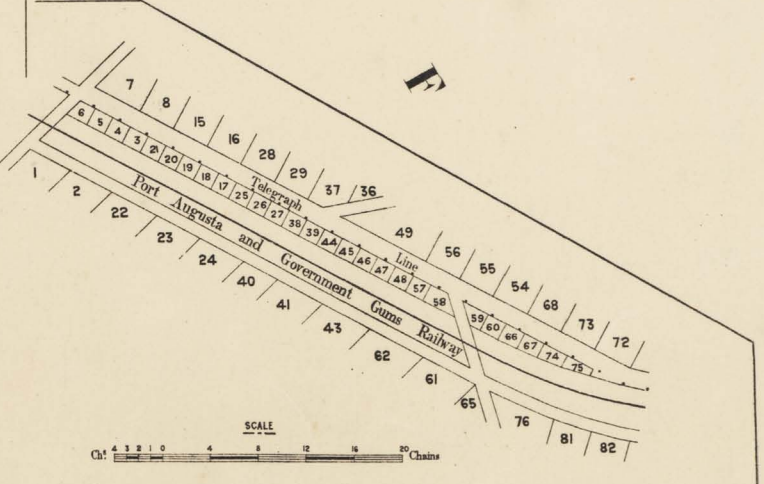 F
7 8 15 16 28 29 37 36
49 56 55 54 68 73 72
6 5 4 3 21 20 19 18 17 25 26 27 38 39 44 45 46 47 48 57 58
59 60 66 67 74 75
Telegraph Line
Port Augusta and Government Gums Railway
1 2 22 23 24 40 41 43 62 61 65 76 81 82
SCALE
Chs. 4 3 2 1 0 4 8 12 16 20 Chains